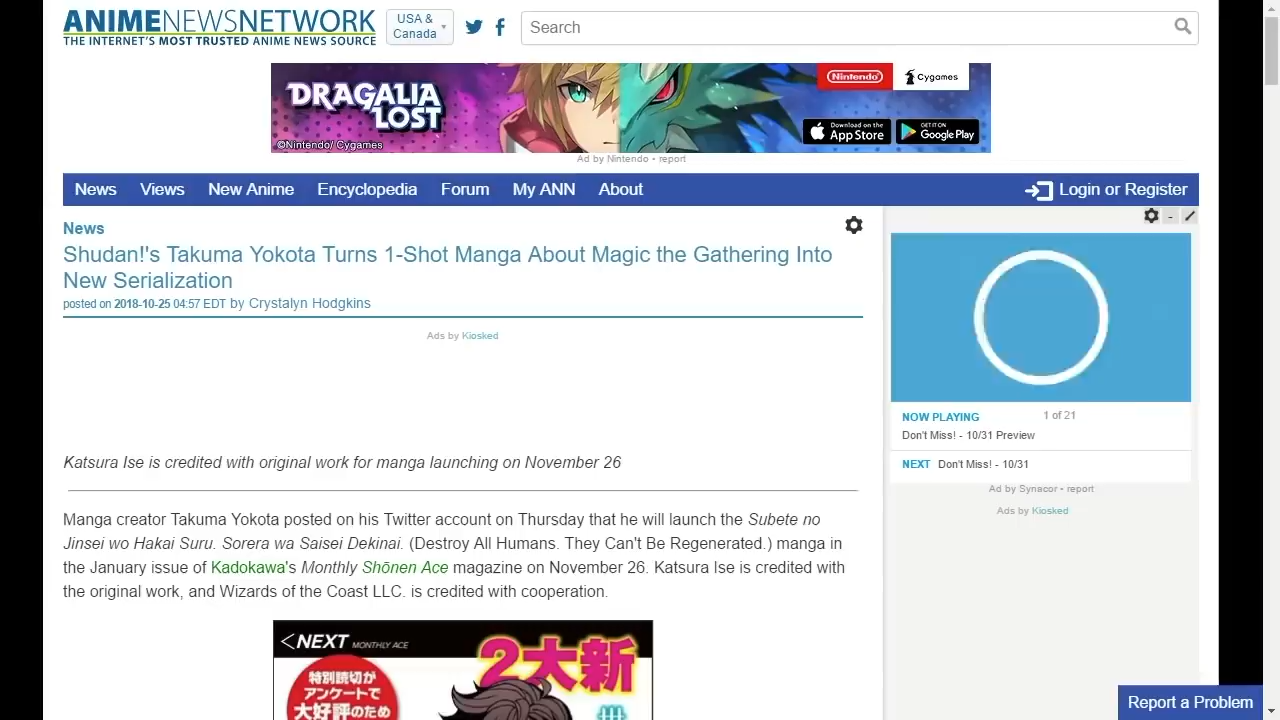 ANIMENEWSNETWORK
THE INTERNET'S MOST TRUSTED ANIME NEWS SOURCE
USA &
Canada
Search
DRAGALIA
LOST
©Nintendo/ Cygames
Nintendo
Cygames
Download on the
App Store
GET IT ON
Google Play
Ad by Nintendo • report
News Views New Anime Encyclopedia Forum My ANN About Login or Register
News
Shudan!'s Takuma Yokota Turns 1-Shot Manga About Magic the Gathering Into
New Serialization
posted on 2018-10-25 04:57 EDT by Crystalyn Hodgkins
Ads by Kiosked
Katsura Ise is credited with original work for manga launching on November 26
Manga creator Takuma Yokota posted on his Twitter account on Thursday that he will launch the Subete no
Jinsei wo Hakai Suru. Sorera wa Saisei Dekinai. (Destroy All Humans. They Can't Be Regenerated.) manga in
the January issue of Kadokawa's Monthly Shōnen Ace magazine on November 26. Katsura Ise is credited with
the original work, and Wizards of the Coast LLC. is credited with cooperation.
<NEXT MONTHLY ACE
2大新
特別読切が
アンケートで
大好評のため
NOW PLAYING 1 of 21
Don't Miss! - 10/31 Preview
NEXT Don't Miss! - 10/31
Ad by Synacor • report
Ads by Kiosked
Report a Problem